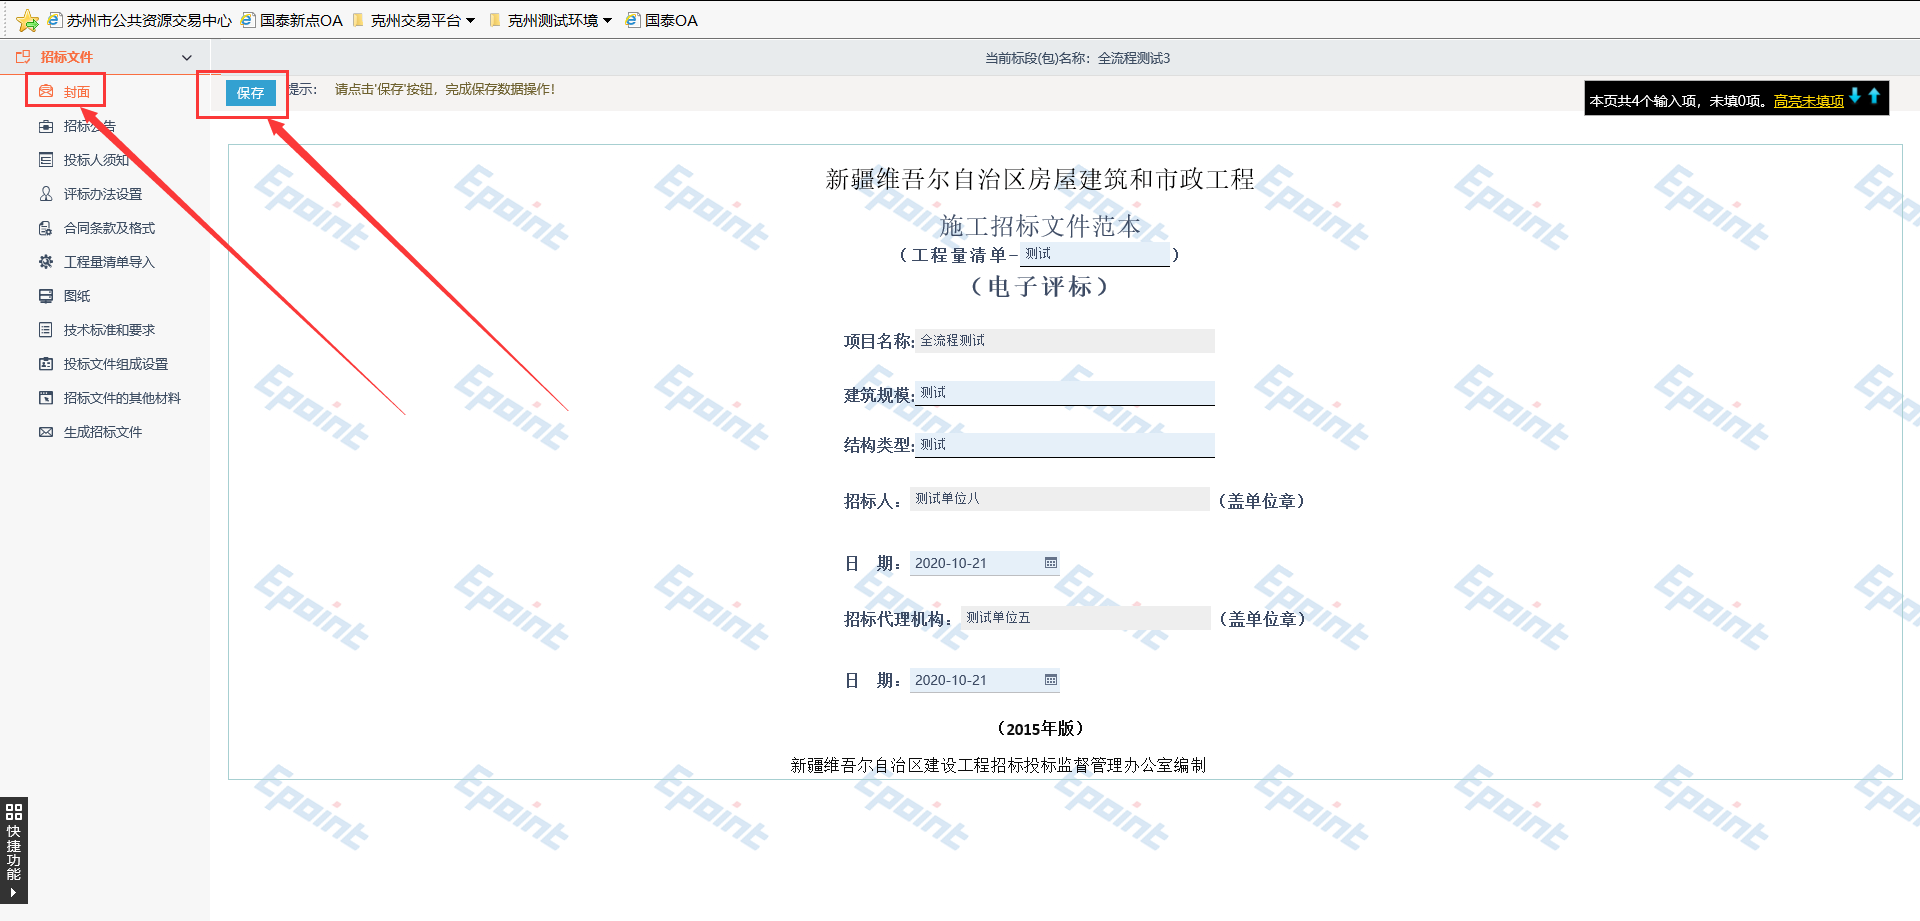 苏州市公共资源交易中心 国泰新点OA 克州交易平台 克州测试环境 国泰OA
招标文件
当前标段(包)名称：全流程测试3
封面
保存
提示： 请点击'保存'按钮，完成保存数据操作!
本页共4个输入项，未填0项。高亮未填项
招标公告
投标人须知
评标办法设置
合同条款及格式
工程量清单导入
图纸
技术标准和要求
投标文件组成设置
招标文件的其他材料
生成招标文件
新疆维吾尔自治区房屋建筑和市政工程
施工招标文件范本
（工程量清单-测试）
（电子评标）
项目名称:全流程测试
建筑规模:测试
结构类型:测试
招标人：测试单位八（盖单位章）
日 期：2020-10-21
招标代理机构：测试单位五（盖单位章）
日 期：2020-10-21
（2015年版）
新疆维吾尔自治区建设工程招标投标监督管理办公室编制
快捷功能
Epoint